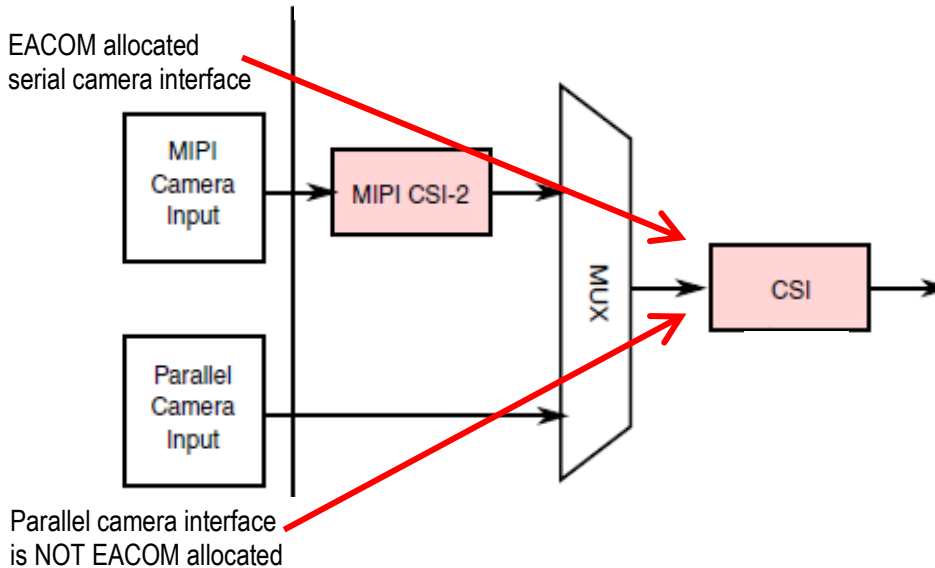 EACOM allocated
serial camera interface
MIPI
Camera
Input
MIPI CSI-2
MUX
CSI
Parallel
Camera
Input
Parallel camera interface
is NOT EACOM allocated